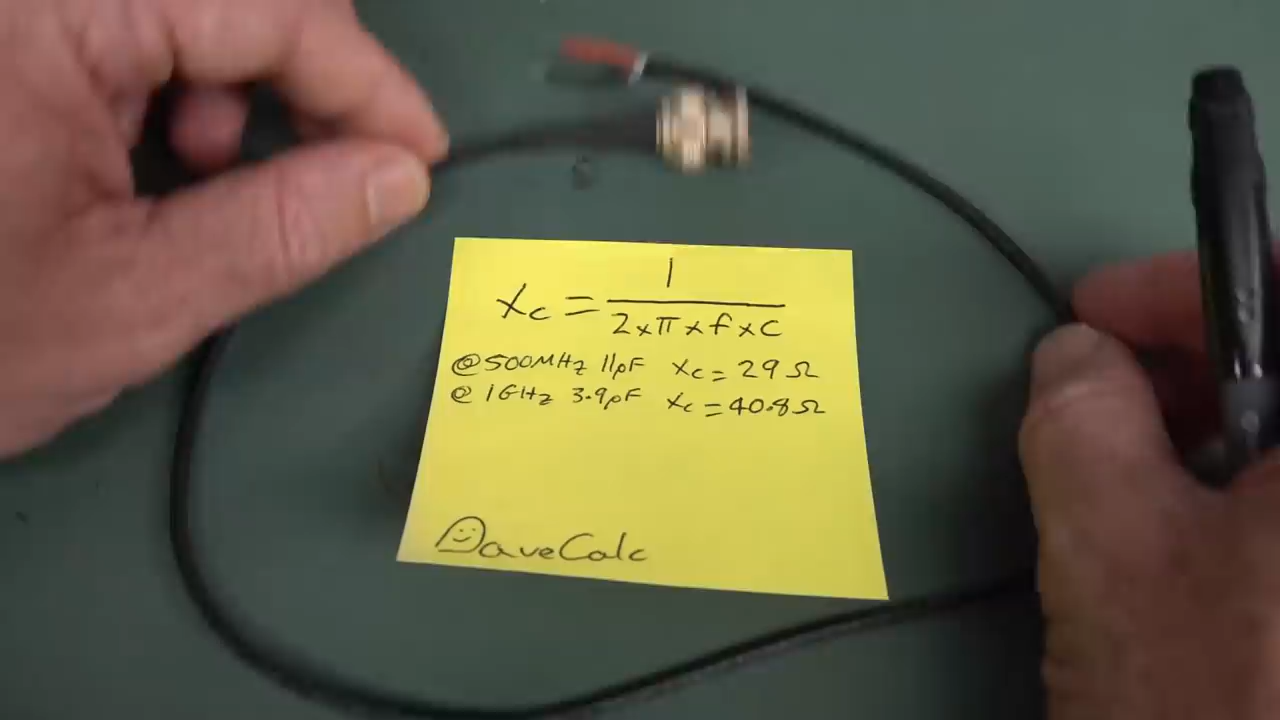 Xc = 1 / 2×π×f×c
@500MHz 11pF Xc = 29Ω
@ 1GHz 3.9pF Xc = 40.8Ω
DaveCalc